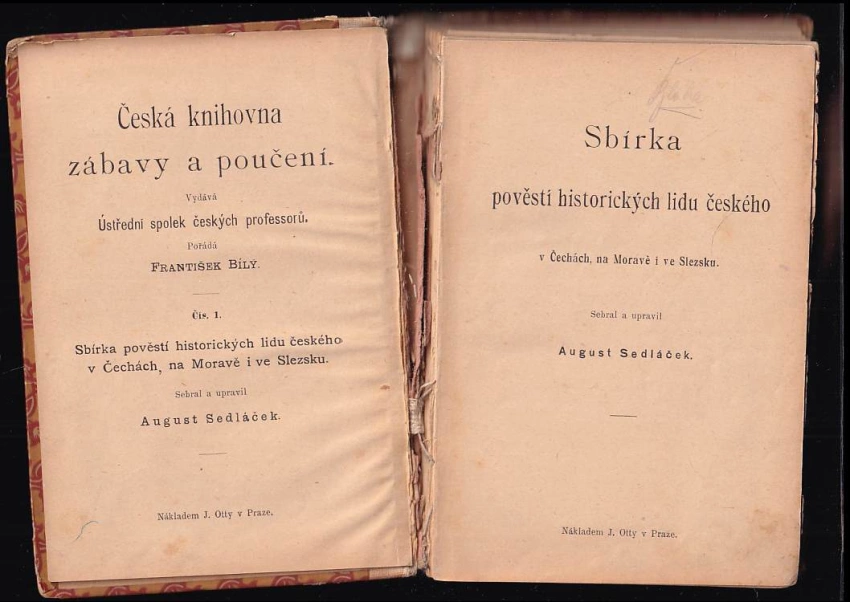 Česká knihovna
zábavy a poučení.
Vydává
Ústřední spolek českých professorů.
Pořádá
František Bílý.
Čís. 1.
Sbírka pověstí historických lidu českého
v Čechách, na Moravě i ve Slezsku.
Sebral a upravil
August Sedláček.
Nákladem J. Otty v Praze.
Sbírka
pověstí historických lidu českého
v Čechách, na Moravě i ve Slezsku.
Sebral a upravil
August Sedláček.
Nákladem J. Otty v Praze.